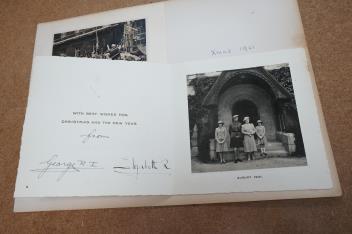 Xmas 1941
WITH BEST WISHES FOR
CHRISTMAS AND THE NEW YEAR
from
George R.I.
Elizabeth R
AUGUST 1941.